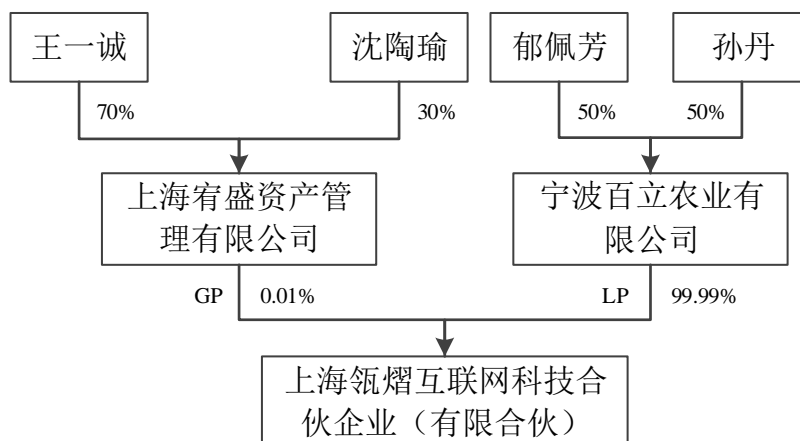 王一诚
沈陶瑜
郁佩芳
孙丹
70%
30%
50%
50%
上海宥盛资产管
理有限公司
宁波百立农业有
限公司
GP
0.01%
LP
99.99%
上海瓴熠互联网科技合
伙企业（有限合伙）